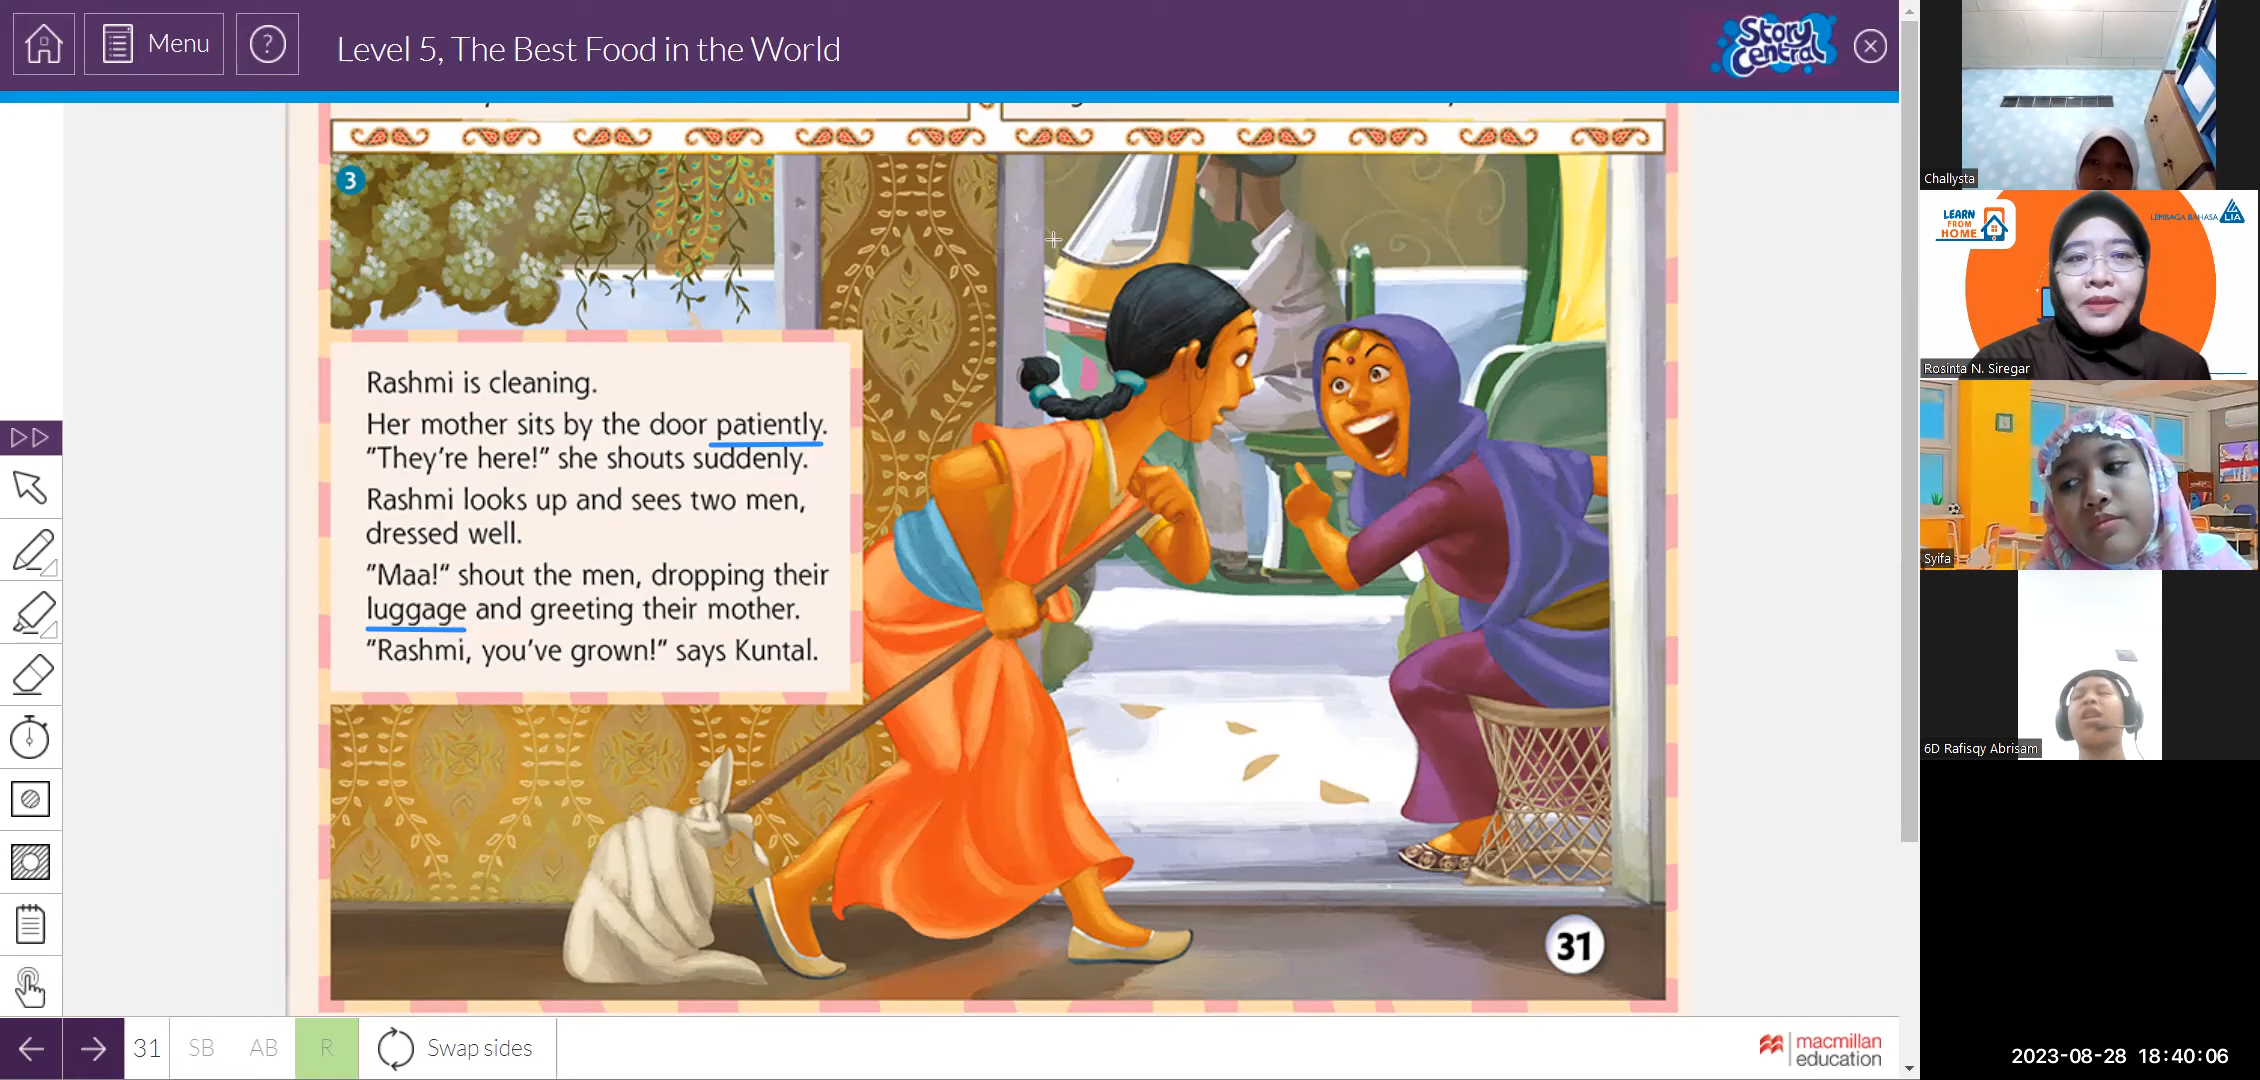 Menu
?
Level 5, The Best Food in the World
Story
Central
3
Rashmi is cleaning.
Her mother sits by the door patiently.
"They're here!" she shouts suddenly.
Rashmi looks up and sees two men,
dressed well.
"Maa!" shout the men, dropping their
luggage and greeting their mother.
"Rashmi, you've grown!" says Kuntal.
31
31
SB
AB
R
Swap sides
macmillan
education
Challysta
LEARN
FROM
HOME
LEMBAGA BAHASA
LIA
Rosinta N. Siregar
Syifa
6D Rafisqy Abrisam
2023-08-28 18:40:06